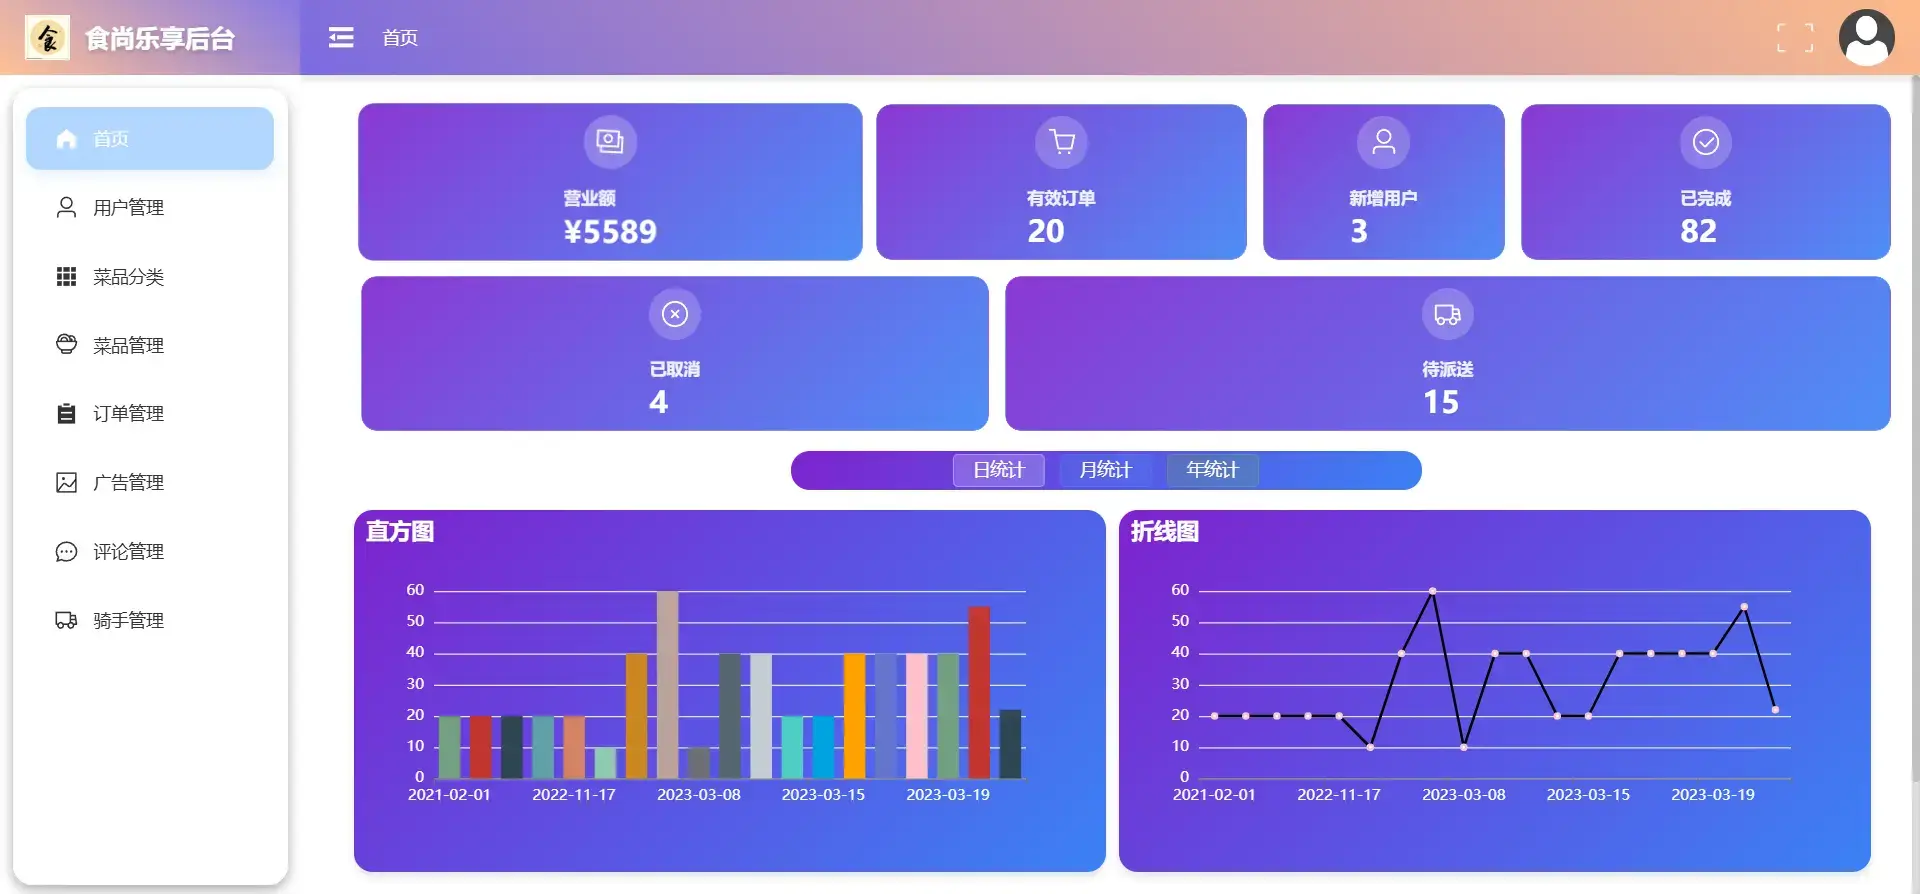 食
食尚乐享后台
首页
首页
用户管理
菜品分类
菜品管理
订单管理
广告管理
评论管理
骑手管理
营业额
¥5589
有效订单
20
新增用户
3
已完成
82
已取消
4
待派送
15
日统计 月统计 年统计
直方图
60
50
40
30
20
10
0
2021-02-01 2022-11-17 2023-03-08 2023-03-15 2023-03-19
折线图
60
50
40
30
20
10
0
2021-02-01 2022-11-17 2023-03-08 2023-03-15 2023-03-19